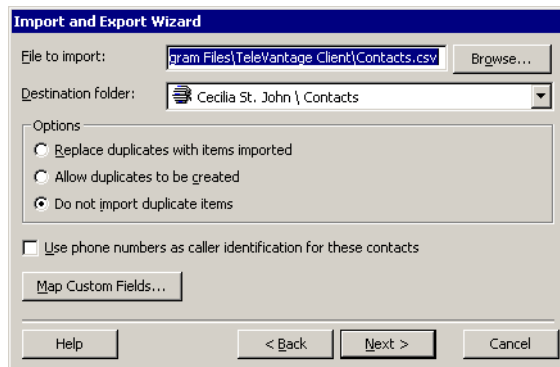 Import and Export Wizard
File to import: gram Files\TeleVantage Client\Contacts.csv Browse...
Destination folder: Cecilia St. John \ Contacts
Options
Replace duplicates with items imported
Allow duplicates to be created
Do not import duplicate items
Use phone numbers as caller identification for these contacts
Map Custom Fields...
Help < Back Next > Cancel